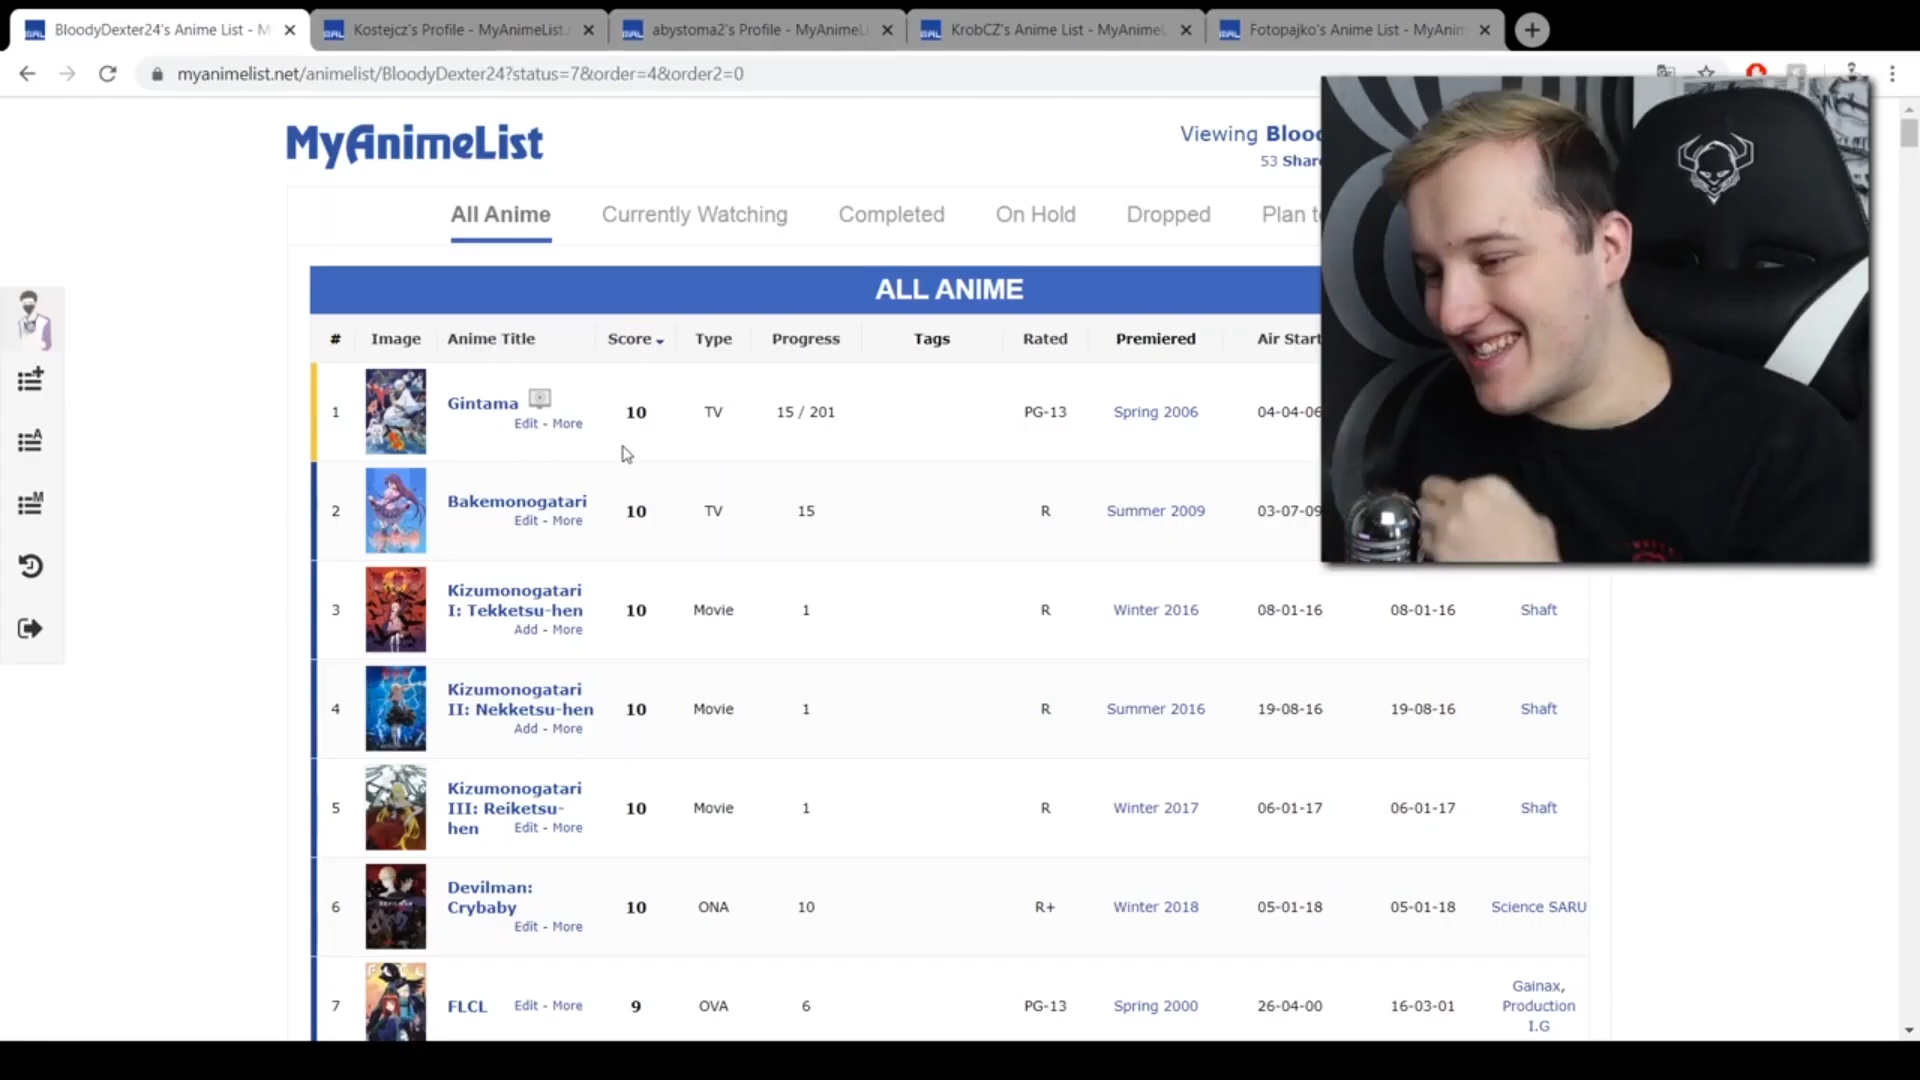 BloodyDexter24's Anime List - M
Kostejcz's Profile - MyAnimeList.
abystoma2's Profile - MyAnimeL
KrobCZ's Anime List - MyAnimeL
Fotopajko's Anime List - MyAnim
myanimelist.net/animelist/BloodyDexter24?status=7&order=4&order2=0
MyAnimeList
Viewing Blood
53 Shar
All Anime Currently Watching Completed On Hold Dropped Plan t
ALL ANIME
# Image Anime Title Score Type Progress Tags Rated Premiered Air Start
1 Gintama Edit - More 10 TV 15 / 201 PG-13 Spring 2006 04-04-06
2 Bakemonogatari Edit - More 10 TV 15 R Summer 2009 03-07-09
3 Kizumonogatari I: Tekketsu-hen Add - More 10 Movie 1 R Winter 2016 08-01-16 08-01-16 Shaft
4 Kizumonogatari II: Nekketsu-hen Add - More 10 Movie 1 R Summer 2016 19-08-16 19-08-16 Shaft
5 Kizumonogatari III: Reiketsu-hen Edit - More 10 Movie 1 R Winter 2017 06-01-17 06-01-17 Shaft
6 Devilman: Crybaby Edit - More 10 ONA 10 R+ Winter 2018 05-01-18 05-01-18 Science SARU
7 FLCL Edit - More 9 OVA 6 PG-13 Spring 2000 26-04-00 16-03-01 Gainax, Production I.G